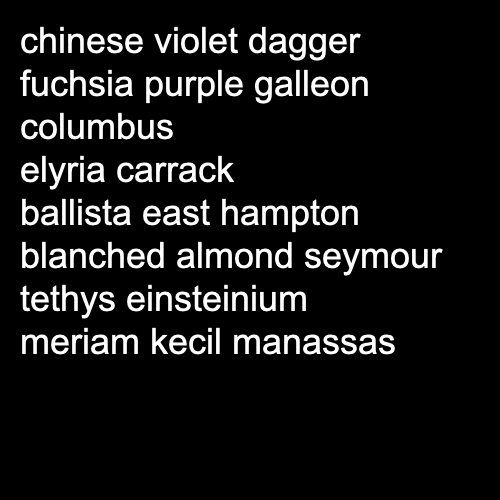 chinese violet dagger
fuchsia purple galleon
columbus
elyria carrack
ballista east hampton
blanched almond seymour
tethys einsteinium
meriam kecil manassas